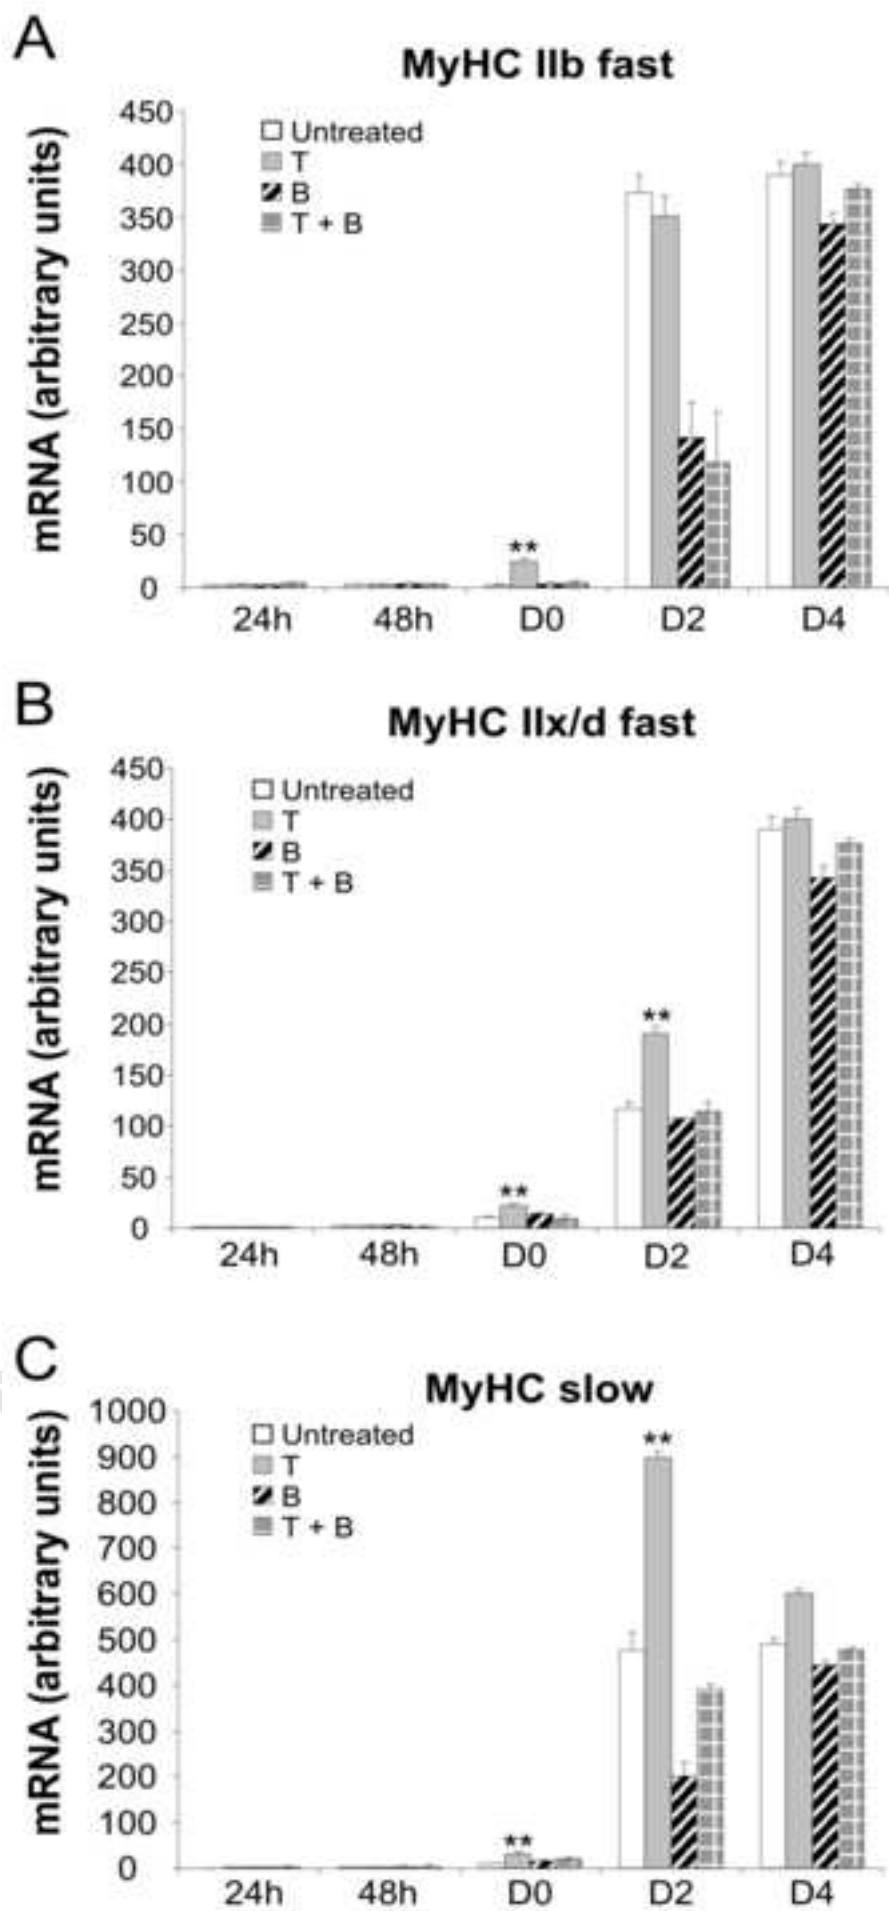 A
MyHC IIb fast
mRNA (arbitrary units)
450
400
350
300
250
200
150
100
50
0
Untreated
T
B
T + B
**
24h 48h D0 D2 D4
B
MyHC IIx/d fast
mRNA (arbitrary units)
450
400
350
300
250
200
150
100
50
0
Untreated
T
B
T + B
**
**
24h 48h D0 D2 D4
C
MyHC slow
mRNA (arbitrary units)
1000
900
800
700
600
500
400
300
200
100
0
Untreated
T
B
T + B
**
**
24h 48h D0 D2 D4